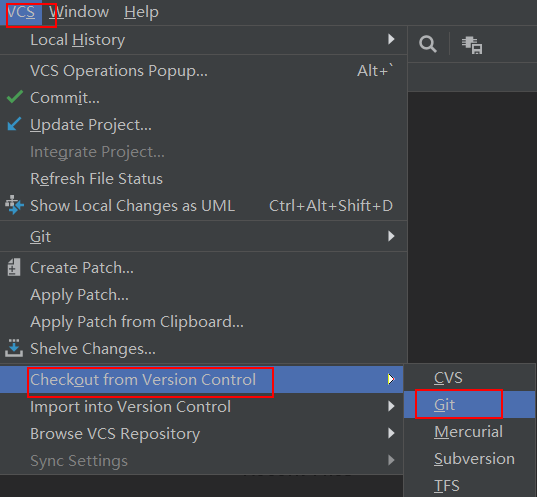 VCS Window Help
Local History
VCS Operations Popup... Alt+`
Commit...
Update Project...
Integrate Project...
Refresh File Status
Show Local Changes as UML Ctrl+Alt+Shift+D
Git
Create Patch...
Apply Patch...
Apply Patch from Clipboard...
Shelve Changes...
Checkout from Version Control
Import into Version Control
Browse VCS Repository
Sync Settings
CVS
Git
Mercurial
Subversion
TFS